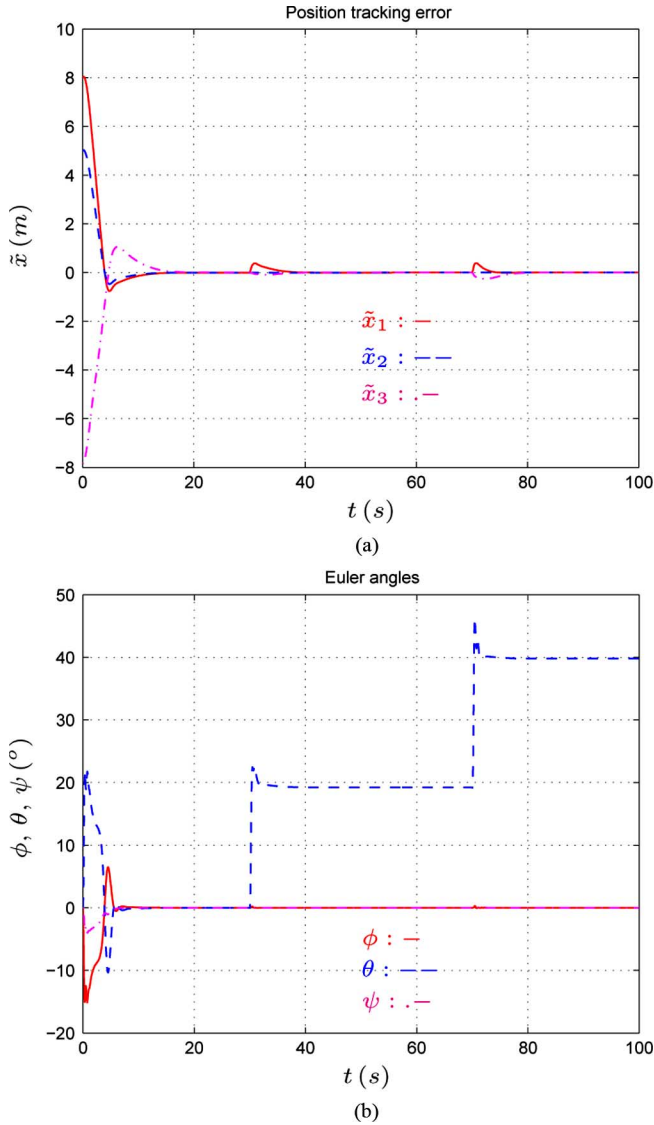 Position tracking error
10
8
6
4
2
0
−2
−4
−6
−8
x̃ (m)
x̃₁ : —
x̃₂ : — —
x̃₃ : . —
0 20 40 60 80 100
t (s)
(a)
Euler angles
50
40
30
20
10
0
−10
−20
ϕ, θ, ψ (°)
ϕ : —
θ : — —
ψ : . —
0 20 40 60 80 100
t (s)
(b)